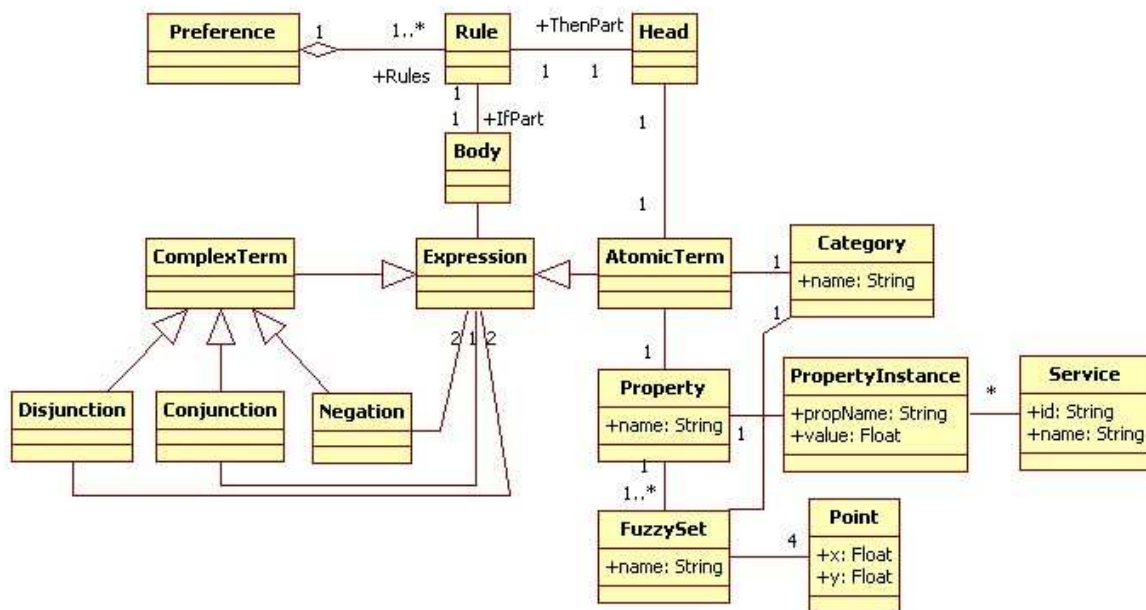 Preference
1
1..*
+Rules
Rule
+ThenPart
1
1
Head
1
1
+IfPart
Body
1
1
ComplexTerm
Expression
AtomicTerm
1
Category
+name: String
2
1
2
1
1
Disjunction
Conjunction
Negation
Property
+name: String
1
PropertyInstance
+propName: String
+value: Float
*
Service
+id: String
+name: String
1
1..*
FuzzySet
+name: String
4
Point
+x: Float
+y: Float